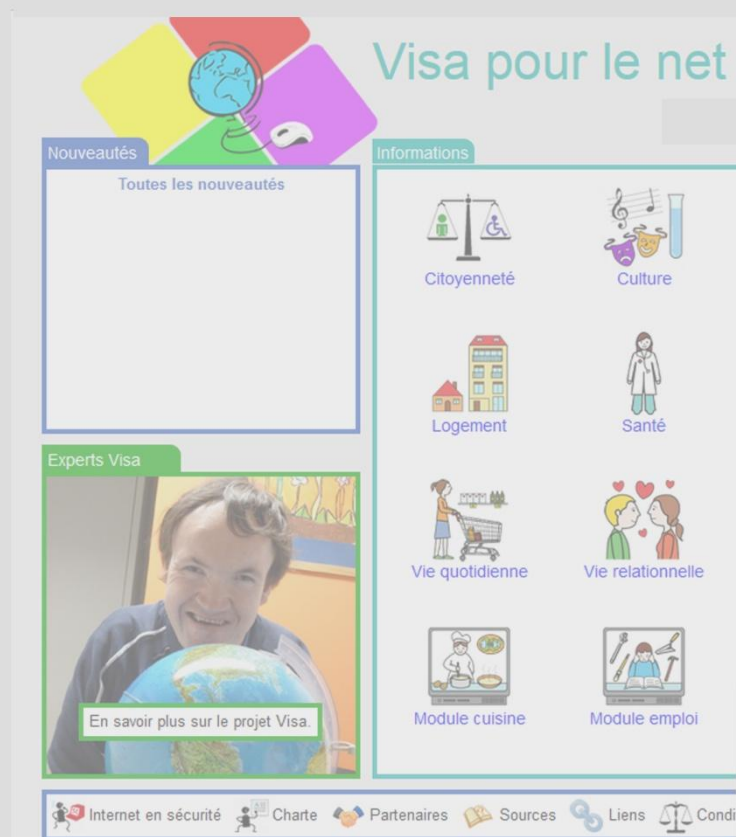 Visa pour le net
Nouveautés
Toutes les nouveautés
Informations
Citoyenneté
Culture
Logement
Santé
Experts Visa
Vie quotidienne
Vie relationnelle
En savoir plus sur le projet Visa.
Module cuisine
Module emploi
Internet en sécurité Charte Partenaires Sources Liens Condi